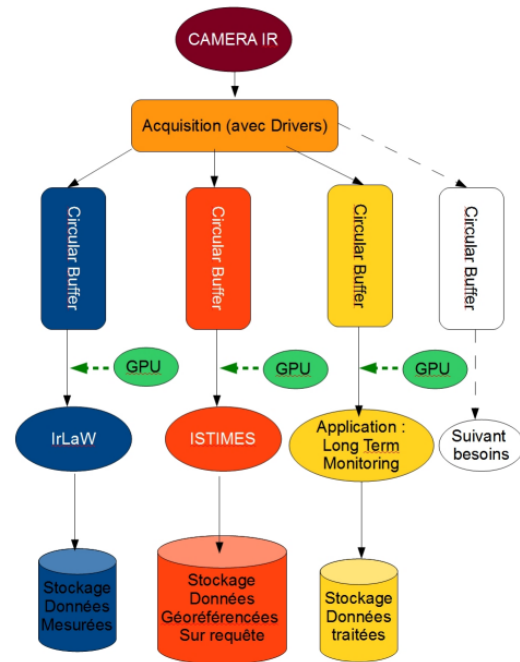 CAMERA IR
Acquisition (avec Drivers)
Circular Buffer
Circular Buffer
Circular Buffer
Circular Buffer
GPU
GPU
GPU
IrLaW
ISTIMES
Application :
Long Term
Monitoring
Suivant
besoins
Stockage
Données
Mesurées
Stockage
Données
Géoréférencées
Sur requête
Stockage
Données
traitées